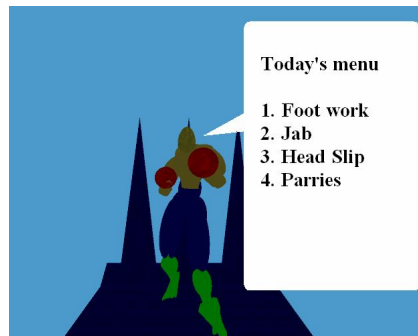 Today's menu
1. Foot work
2. Jab
3. Head Slip
4. Parries